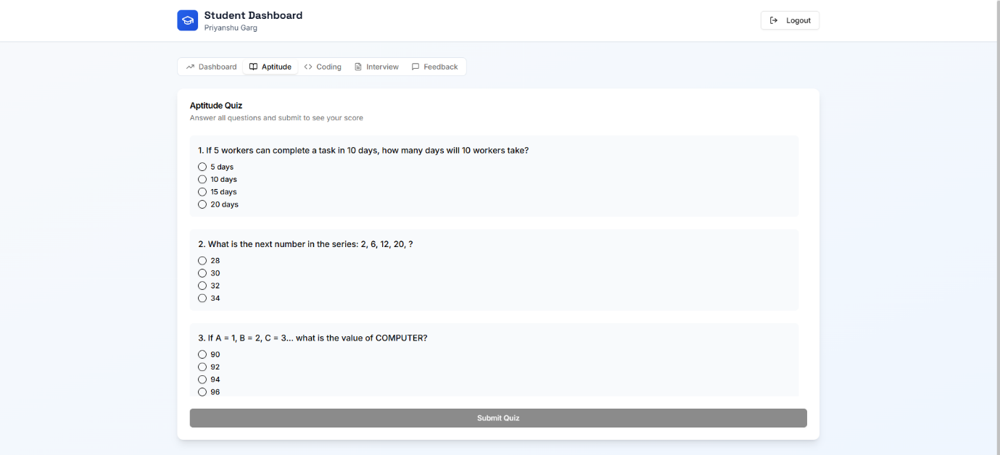 Student Dashboard
Priyanshu Garg
Logout
Dashboard Aptitude Coding Interview Feedback
Aptitude Quiz
Answer all questions and submit to see your score
1. If 5 workers can complete a task in 10 days, how many days will 10 workers take?
5 days
10 days
15 days
20 days
2. What is the next number in the series: 2, 6, 12, 20, ?
28
30
32
34
3. If A = 1, B = 2, C = 3... what is the value of COMPUTER?
90
92
94
96
Submit Quiz